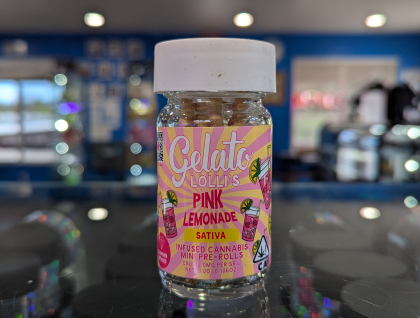 Gelato
LOLLI'S
PINK
LEMONADE
SATIVA
INFUSED CANNABIS
MINI PRE-ROLLS